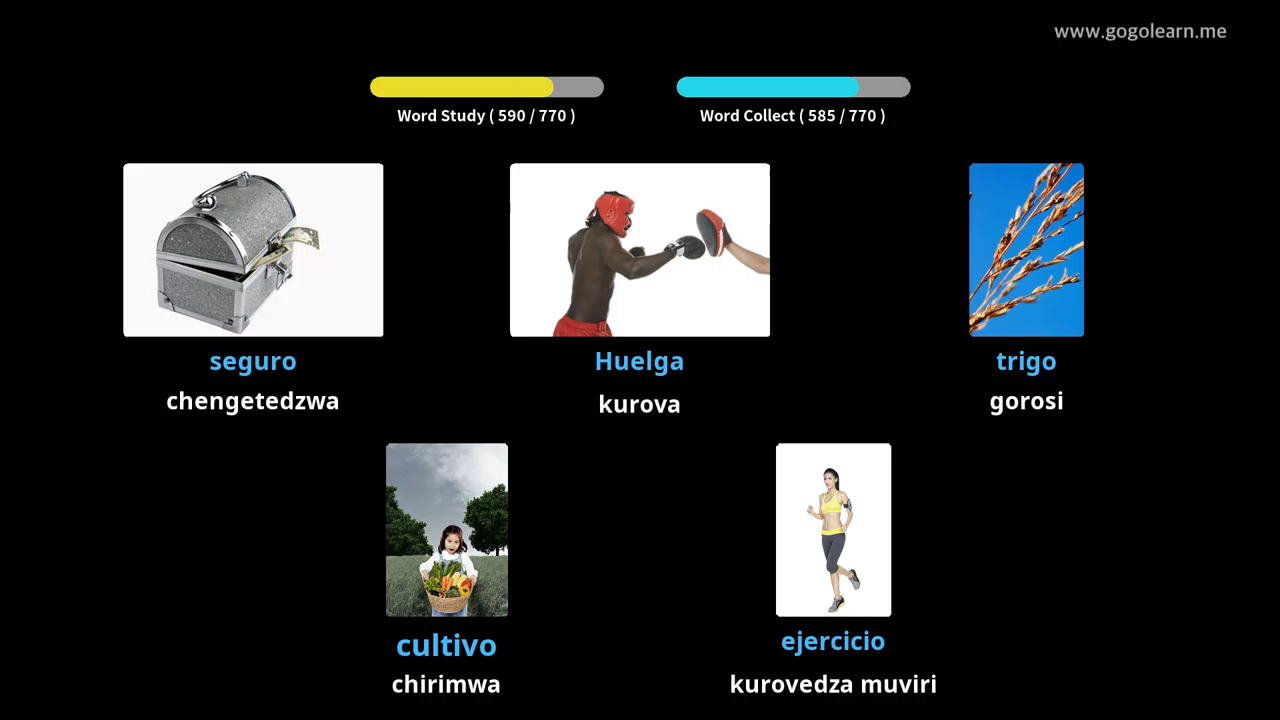 www.gogolearn.me
Word Study ( 590 / 770 )
Word Collect ( 585 / 770 )
seguro
Huelga
trigo
chengetedzwa
kurova
gorosi
cultivo
ejercicio
chirimwa
kurovedza muviri